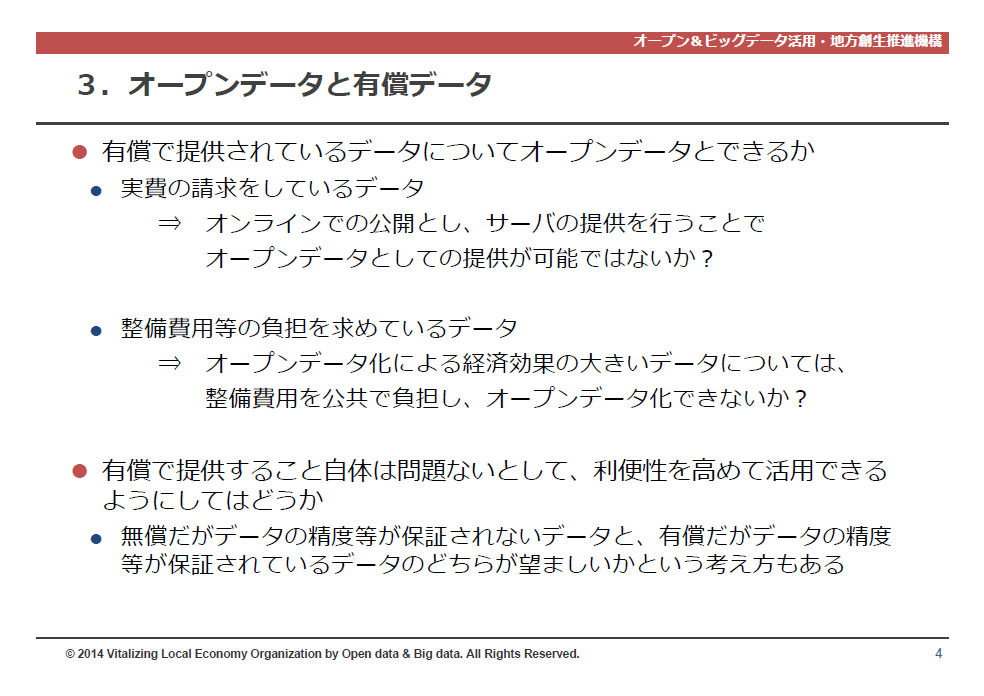 オープン&ビッグデータ活用・地方創生推進機構
３．オープンデータと有償データ
● 有償で提供されているデータについてオープンデータとできるか
● 実費の請求をしているデータ
⇒ オンラインでの公開とし、サーバの提供を行うことで
オープンデータとしての提供が可能ではないか？
● 整備費用等の負担を求めているデータ
⇒ オープンデータ化による経済効果の大きいデータについては、
整備費用を公共で負担し、オープンデータ化できないか？
● 有償で提供すること自体は問題ないとして、利便性を高めて活用できる
ようにしてはどうか
● 無償だがデータの精度等が保証されないデータと、有償だがデータの精度
等が保証されているデータのどちらが望ましいかという考え方もある
© 2014 Vitalizing Local Economy Organization by Open data & Big data. All Rights Reserved.
4